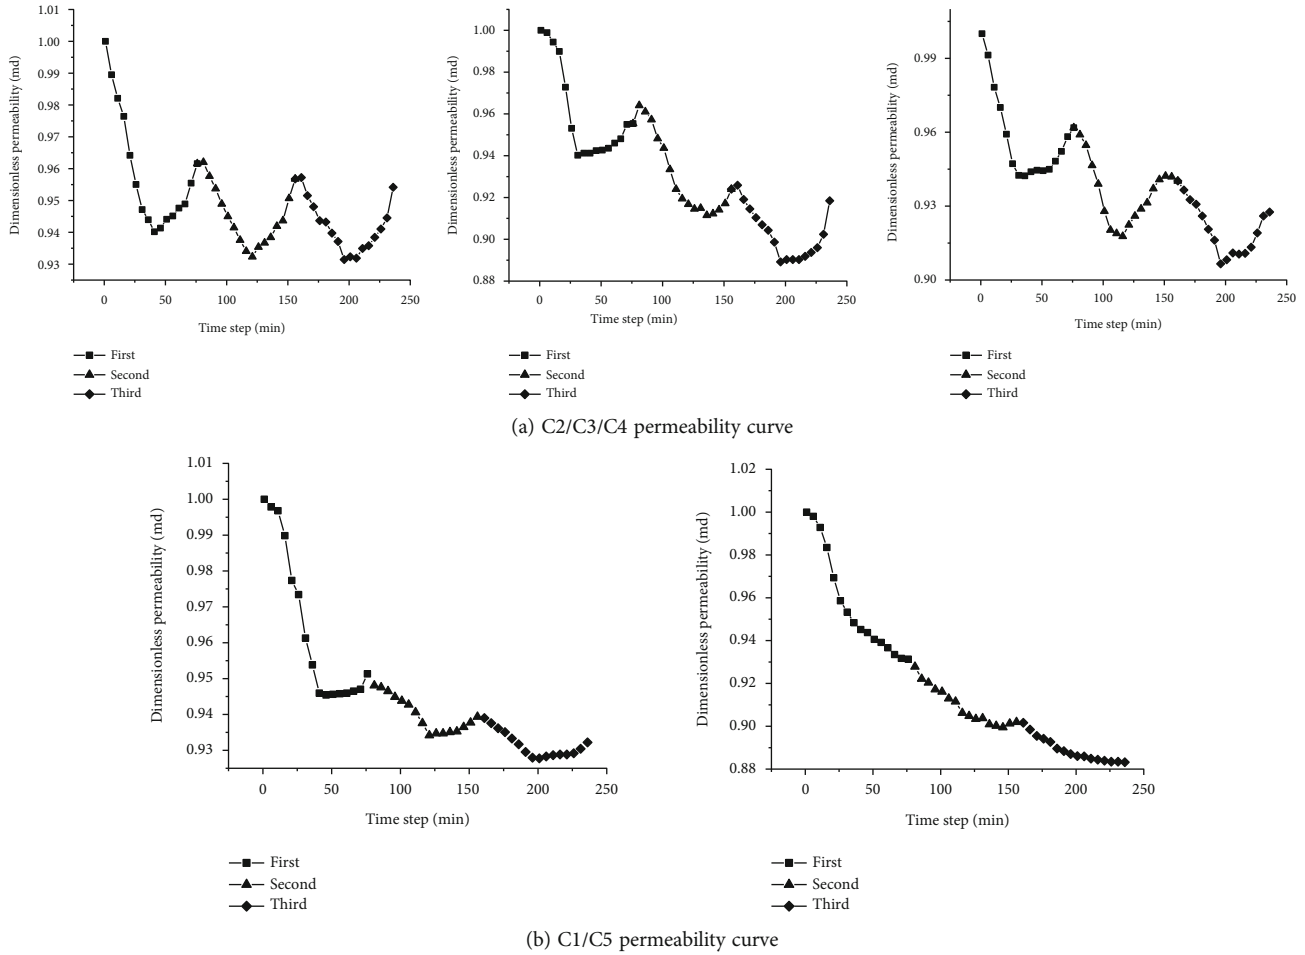 1.01
1.00
0.99
0.98
0.97
0.96
0.95
0.94
0.93
Dimensionless permeability (md)
0 50 100 150 200 250
Time step (min)
First
Second
Third
1.00
0.98
0.96
0.94
0.92
0.90
0.88
Dimensionless permeability (md)
0 50 100 150 200 250
Time step (min)
First
Second
Third
0.99
0.96
0.93
0.90
Dimensionless permeability (md)
0 50 100 150 200 250
Time step (min)
First
Second
Third
(a) C2/C3/C4 permeability curve
1.01
1.00
0.99
0.98
0.97
0.96
0.95
0.94
0.93
Dimensionless permeability (md)
0 50 100 150 200 250
Time step (min)
First
Second
Third
1.02
1.00
0.98
0.96
0.94
0.92
0.90
0.88
Dimensionless permeability (md)
0 50 100 150 200 250
Time step (min)
First
Second
Third
(b) C1/C5 permeability curve